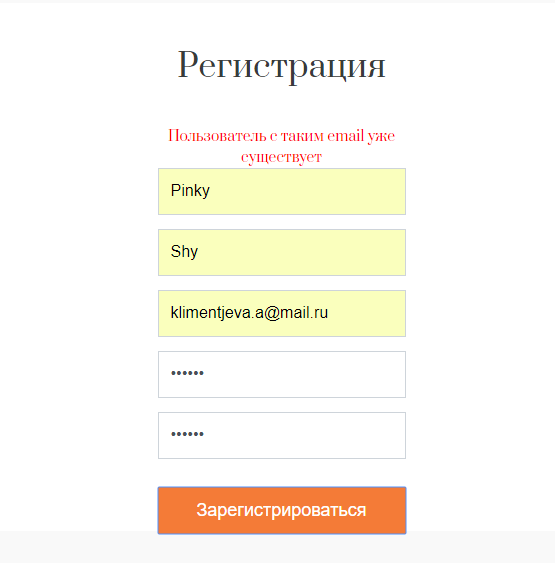 Регистрация
Пользователь с таким email уже
существует
Pinky
Shy
klimentjeva.a@mail.ru
••••••
••••••
Зарегистрироваться